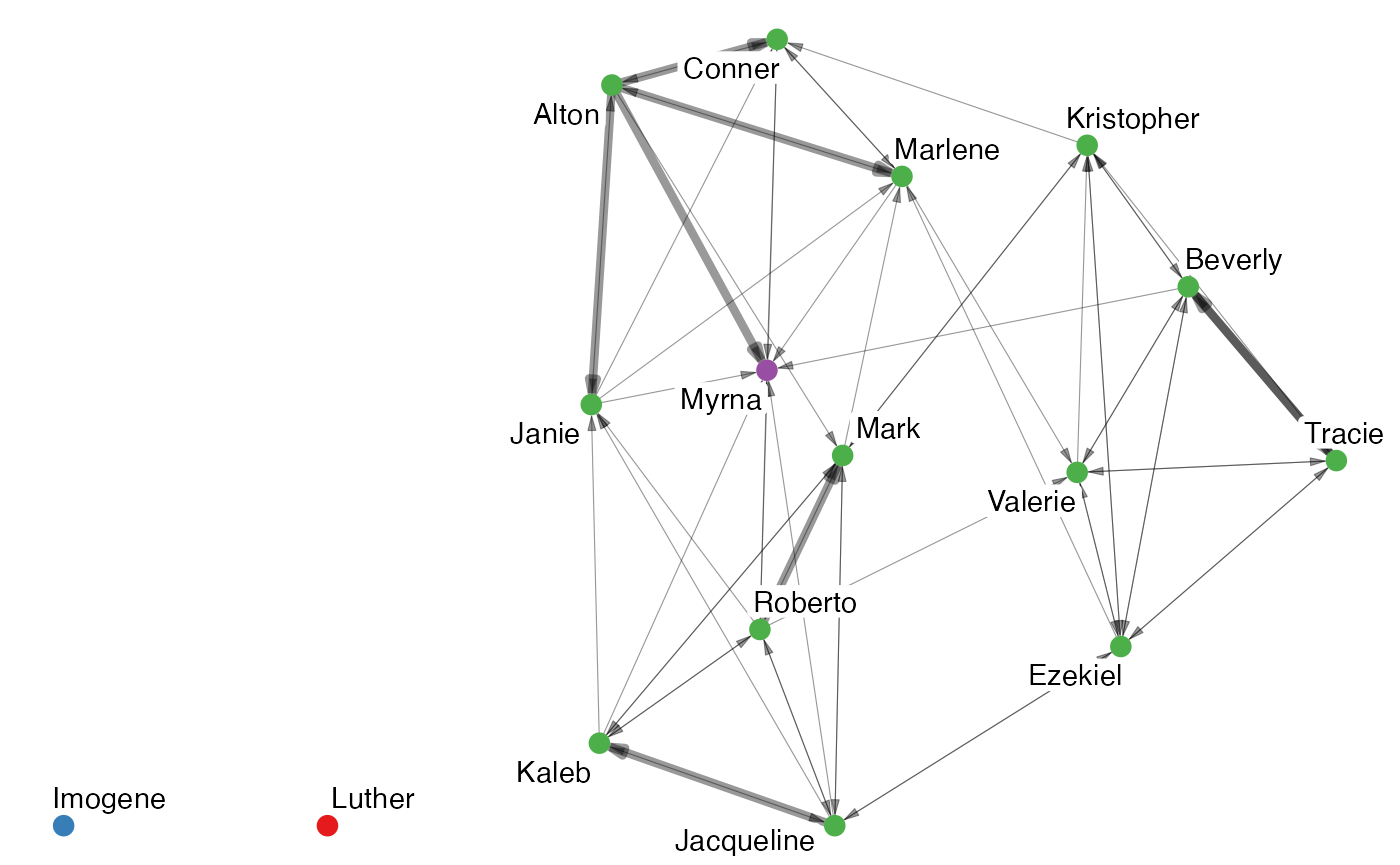 Conner
Alton
Kristopher
Marlene
Beverly
Myrna
Janie
Mark
Tracie
Valerie
Roberto
Ezekiel
Kaleb
Imogene
Luther
Jacqueline